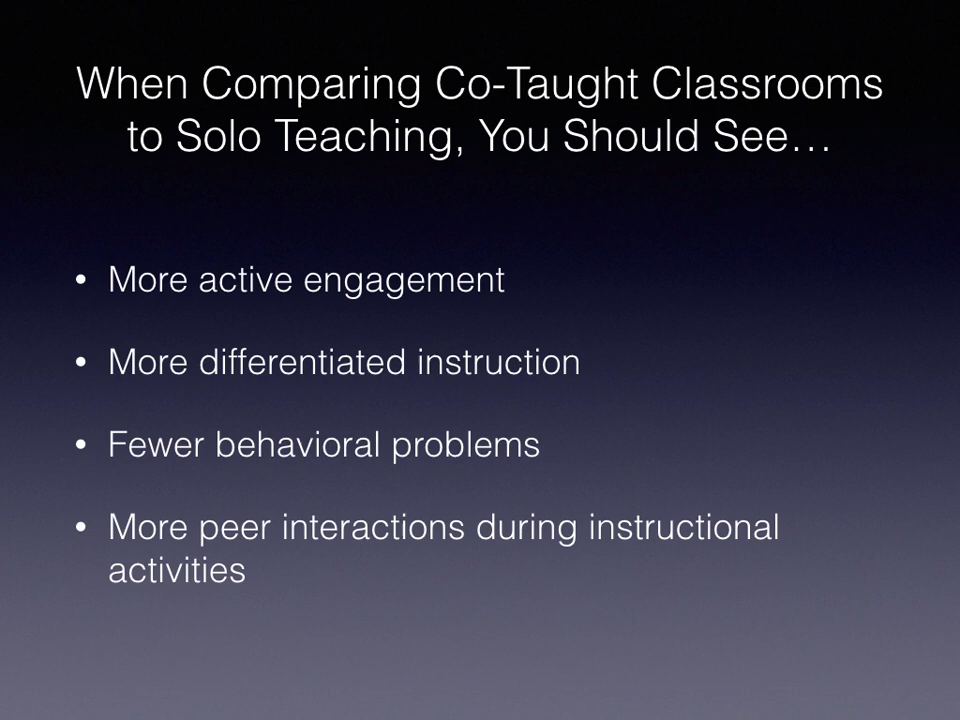 When Comparing Co-Taught Classrooms
to Solo Teaching, You Should See…
• More active engagement
• More differentiated instruction
• Fewer behavioral problems
• More peer interactions during instructional
activities